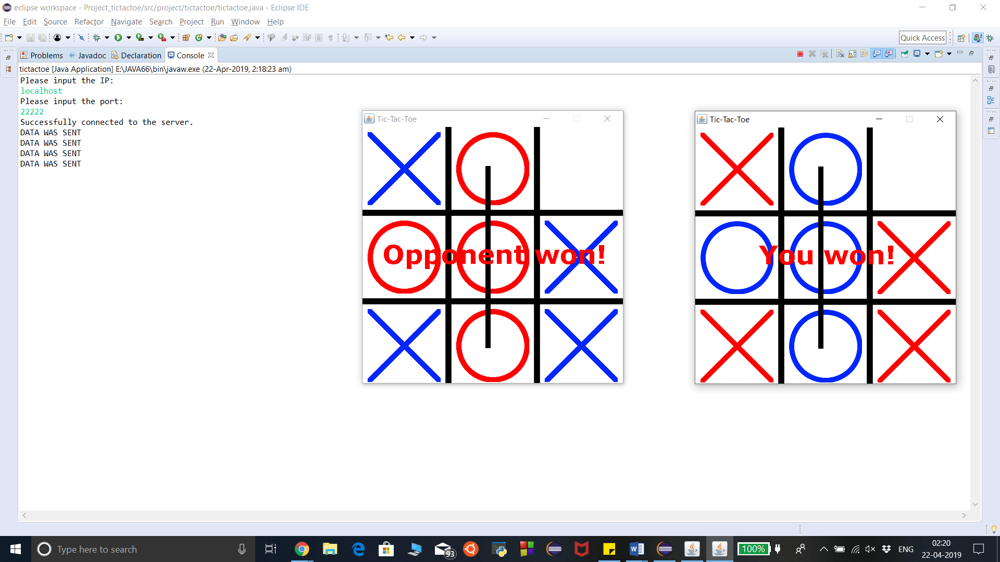 eclipse workspace - Project_tictactoe/src/project/tictactoe/tictactoe.java - Eclipse IDE
File Edit Source Refactor Navigate Search Project Run Window Help
Quick Access
Problems @ Javadoc Declaration Console
tictactoe [Java Application] E:\JAVA66\bin\javaw.exe (22-Apr-2019, 2:18:23 am)
Please input the IP:
localhost
Please input the port:
22222
Successfully connected to the server.
DATA WAS SENT
DATA WAS SENT
DATA WAS SENT
DATA WAS SENT
Tic-Tac-Toe
Opponent won!
Tic-Tac-Toe
You won!
Type here to search
93
100%
ENG
02:20
22-04-2019